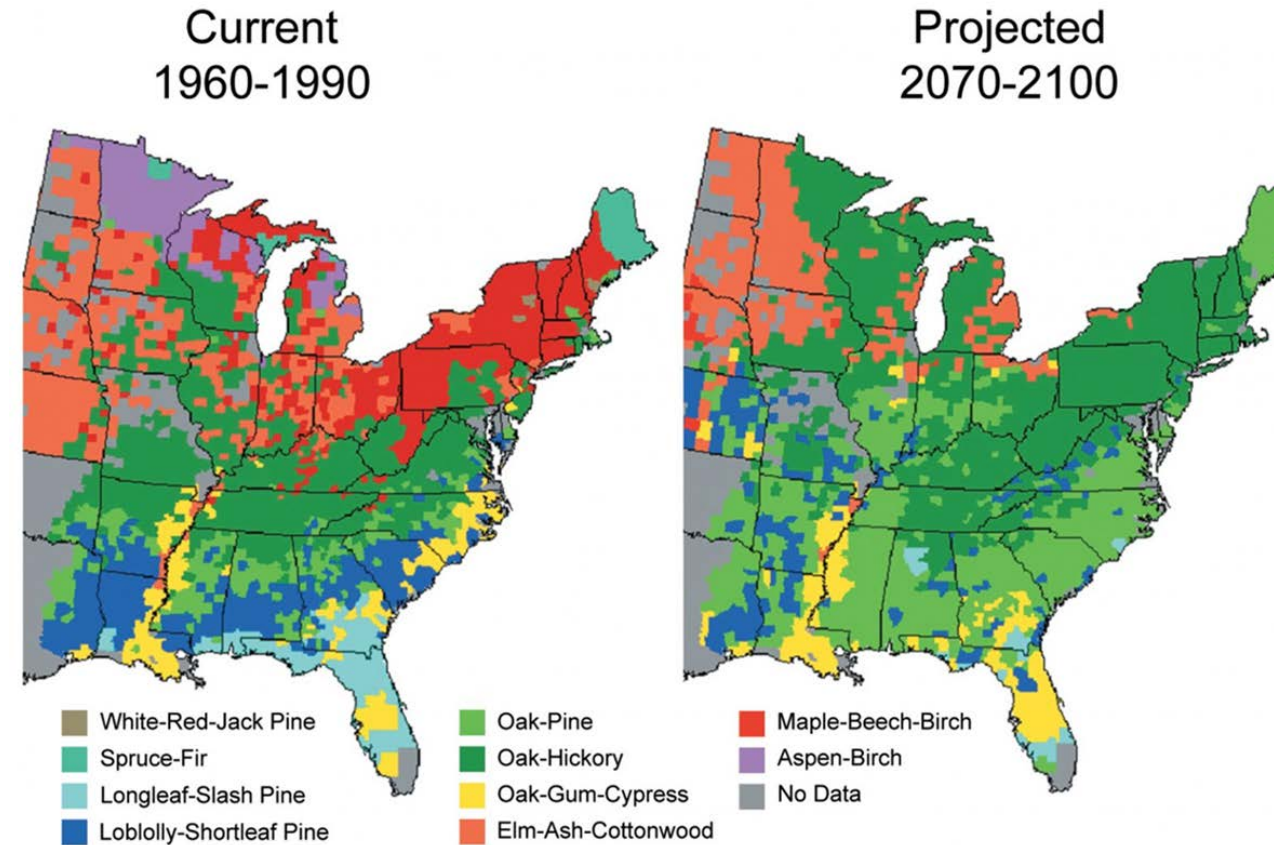 Current
1960-1990
Projected
2070-2100
White-Red-Jack Pine
Spruce-Fir
Longleaf-Slash Pine
Loblolly-Shortleaf Pine
Oak-Pine
Oak-Hickory
Oak-Gum-Cypress
Elm-Ash-Cottonwood
Maple-Beech-Birch
Aspen-Birch
No Data